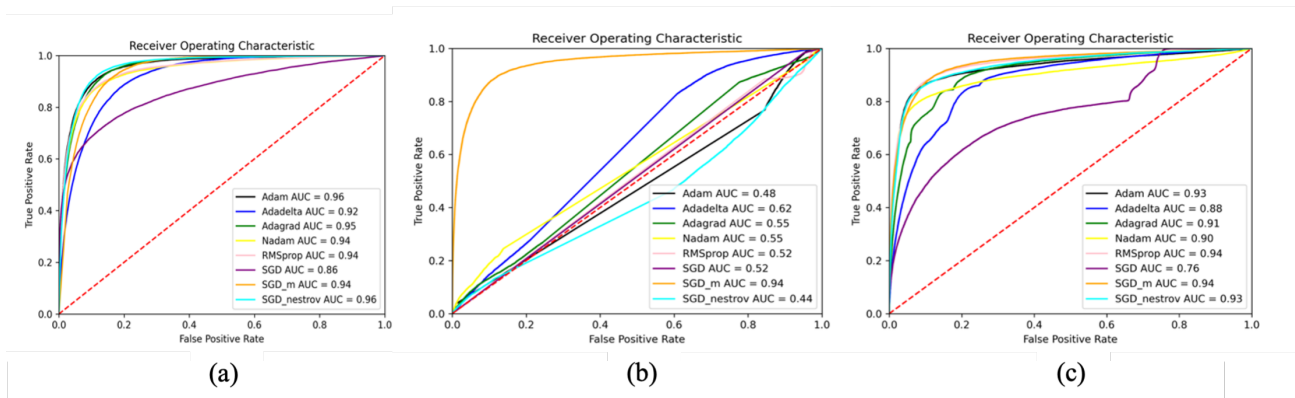 Receiver Operating Characteristic
1.0
0.8
0.6
0.4
0.2
0.0
True Positive Rate
Adam AUC = 0.96
Adadelta AUC = 0.92
Adagrad AUC = 0.95
Nadam AUC = 0.94
RMSprop AUC = 0.94
SGD AUC = 0.86
SGD_m AUC = 0.94
SGD_nestrov AUC = 0.96
0.0 0.2 0.4 0.6 0.8 1.0
False Positive Rate
(a)
Receiver Operating Characteristic
1.0
0.8
0.6
0.4
0.2
0.0
True Positive Rate
Adam AUC = 0.48
Adadelta AUC = 0.62
Adagrad AUC = 0.55
Nadam AUC = 0.55
RMSprop AUC = 0.52
SGD AUC = 0.52
SGD_m AUC = 0.94
SGD_nestrov AUC = 0.44
0.0 0.2 0.4 0.6 0.8 1.0
False Positive Rate
(b)
Receiver Operating Characteristic
1.0
0.8
0.6
0.4
0.2
0.0
True Positive Rate
Adam AUC = 0.93
Adadelta AUC = 0.88
Adagrad AUC = 0.91
Nadam AUC = 0.90
RMSprop AUC = 0.94
SGD AUC = 0.76
SGD_m AUC = 0.94
SGD_nestrov AUC = 0.93
0.0 0.2 0.4 0.6 0.8 1.0
False Positive Rate
(c)